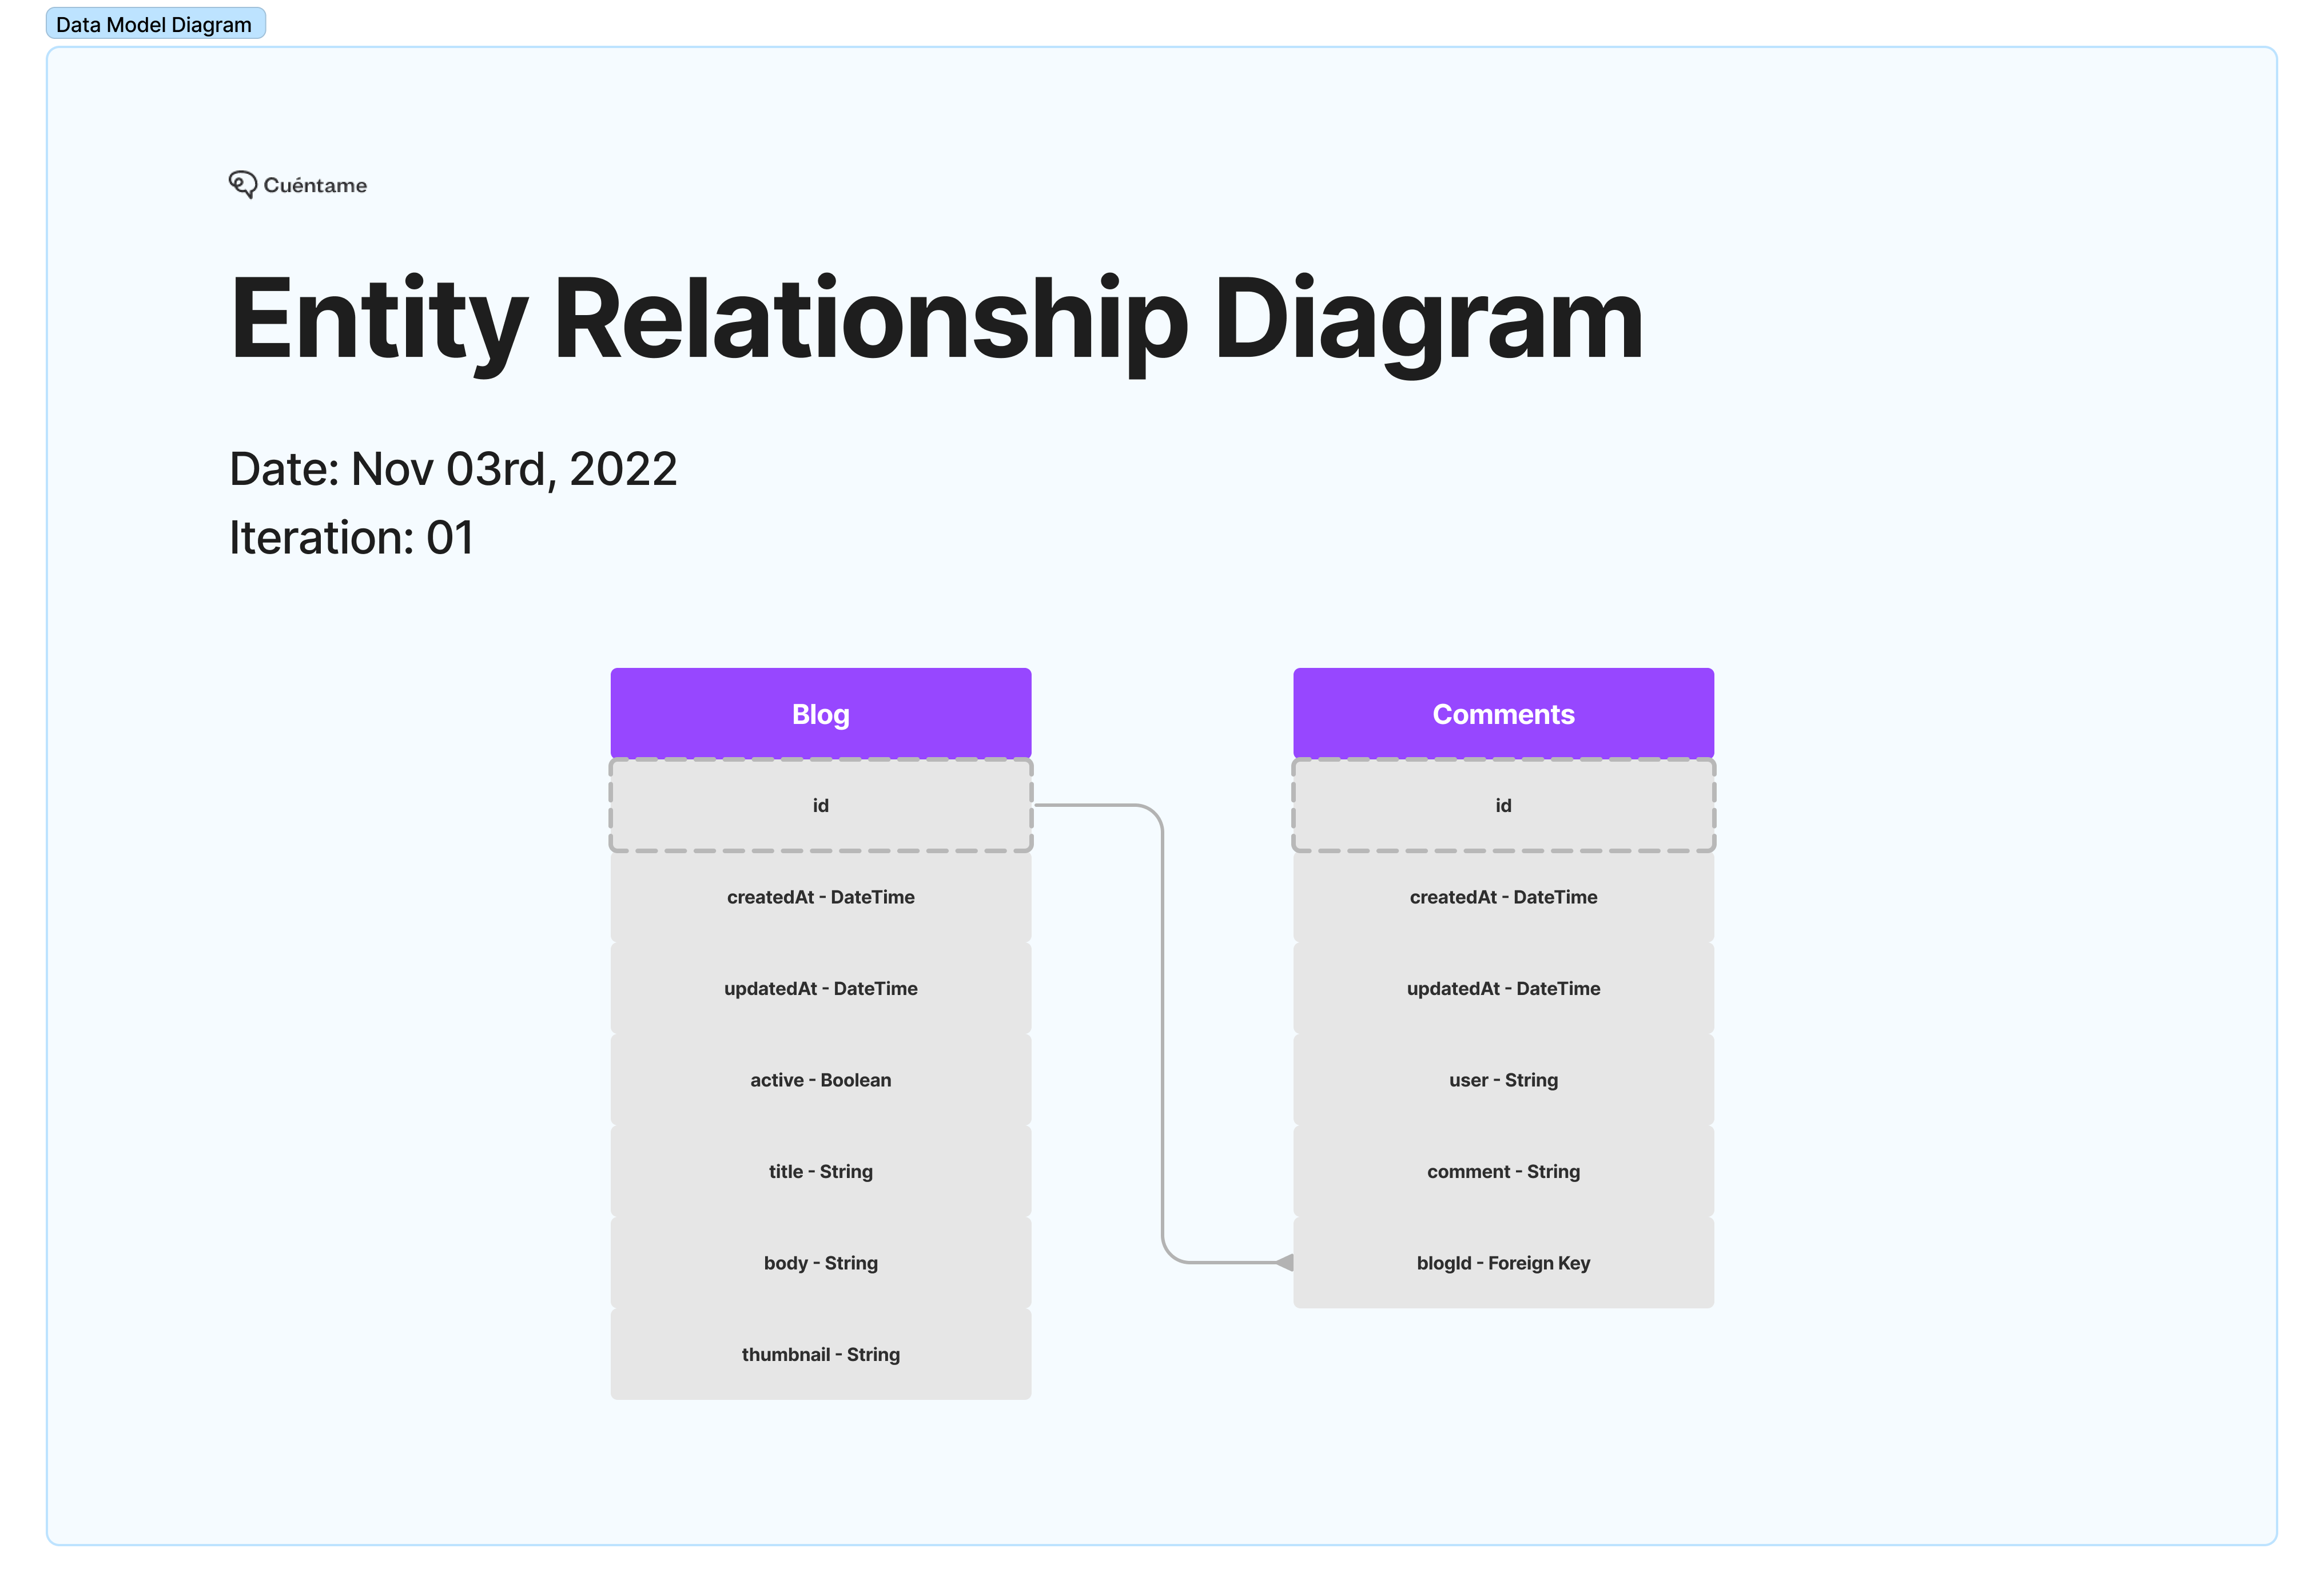 Data Model Diagram
Cuéntame
Entity Relationship Diagram
Date: Nov 03rd, 2022
Iteration: 01
Blog
id
createdAt - DateTime
updatedAt - DateTime
active - Boolean
title - String
body - String
thumbnail - String
Comments
id
createdAt - DateTime
updatedAt - DateTime
user - String
comment - String
blogId - Foreign Key